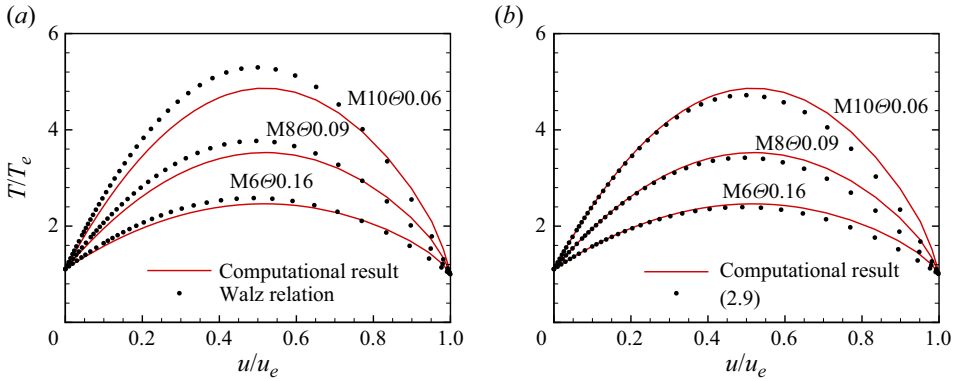 (a)
6
4
2
T/Te
M10Θ0.06
M8Θ0.09
M6Θ0.16
Computational result
Walz relation
0 0.2 0.4 0.6 0.8 1.0
u/ue
(b)
6
4
2
M10Θ0.06
M8Θ0.09
M6Θ0.16
Computational result
(2.9)
0 0.2 0.4 0.6 0.8 1.0
u/ue